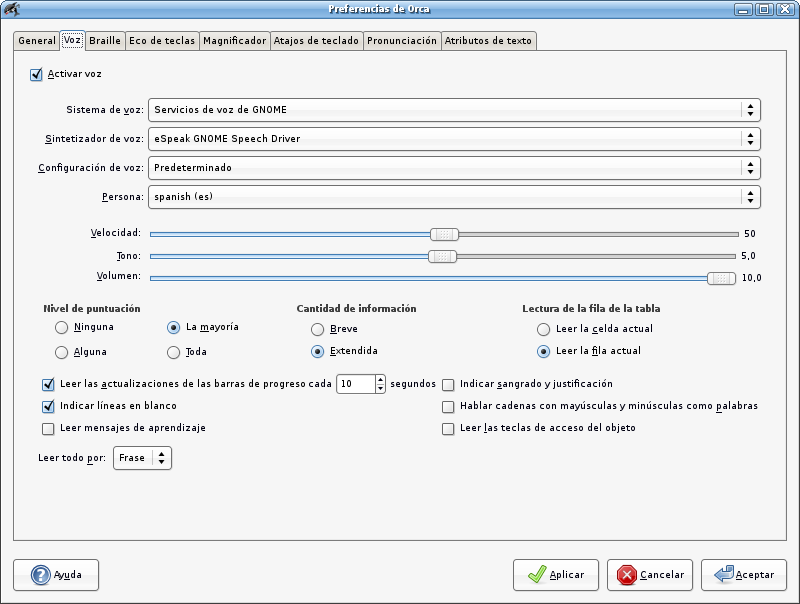 Preferencias de Orca
General Voz Braille Eco de teclas Magnificador Atajos de teclado Pronunciación Atributos de texto
Activar voz
Sistema de voz: Servicios de voz de GNOME
Sintetizador de voz: eSpeak GNOME Speech Driver
Configuración de voz: Predeterminado
Persona: spanish (es)
Velocidad: 50
Tono: 5,0
Volumen: 10,0
Nivel de puntuación Cantidad de información Lectura de la fila de la tabla
Ninguna La mayoría Breve Leer la celda actual
Alguna Toda Extendida Leer la fila actual
Leer las actualizaciones de las barras de progreso cada 10 segundos Indicar sangrado y justificación
Indicar líneas en blanco Hablar cadenas con mayúsculas y minúsculas como palabras
Leer mensajes de aprendizaje Leer las teclas de acceso del objeto
Leer todo por: Frase
Ayuda Aplicar Cancelar Aceptar